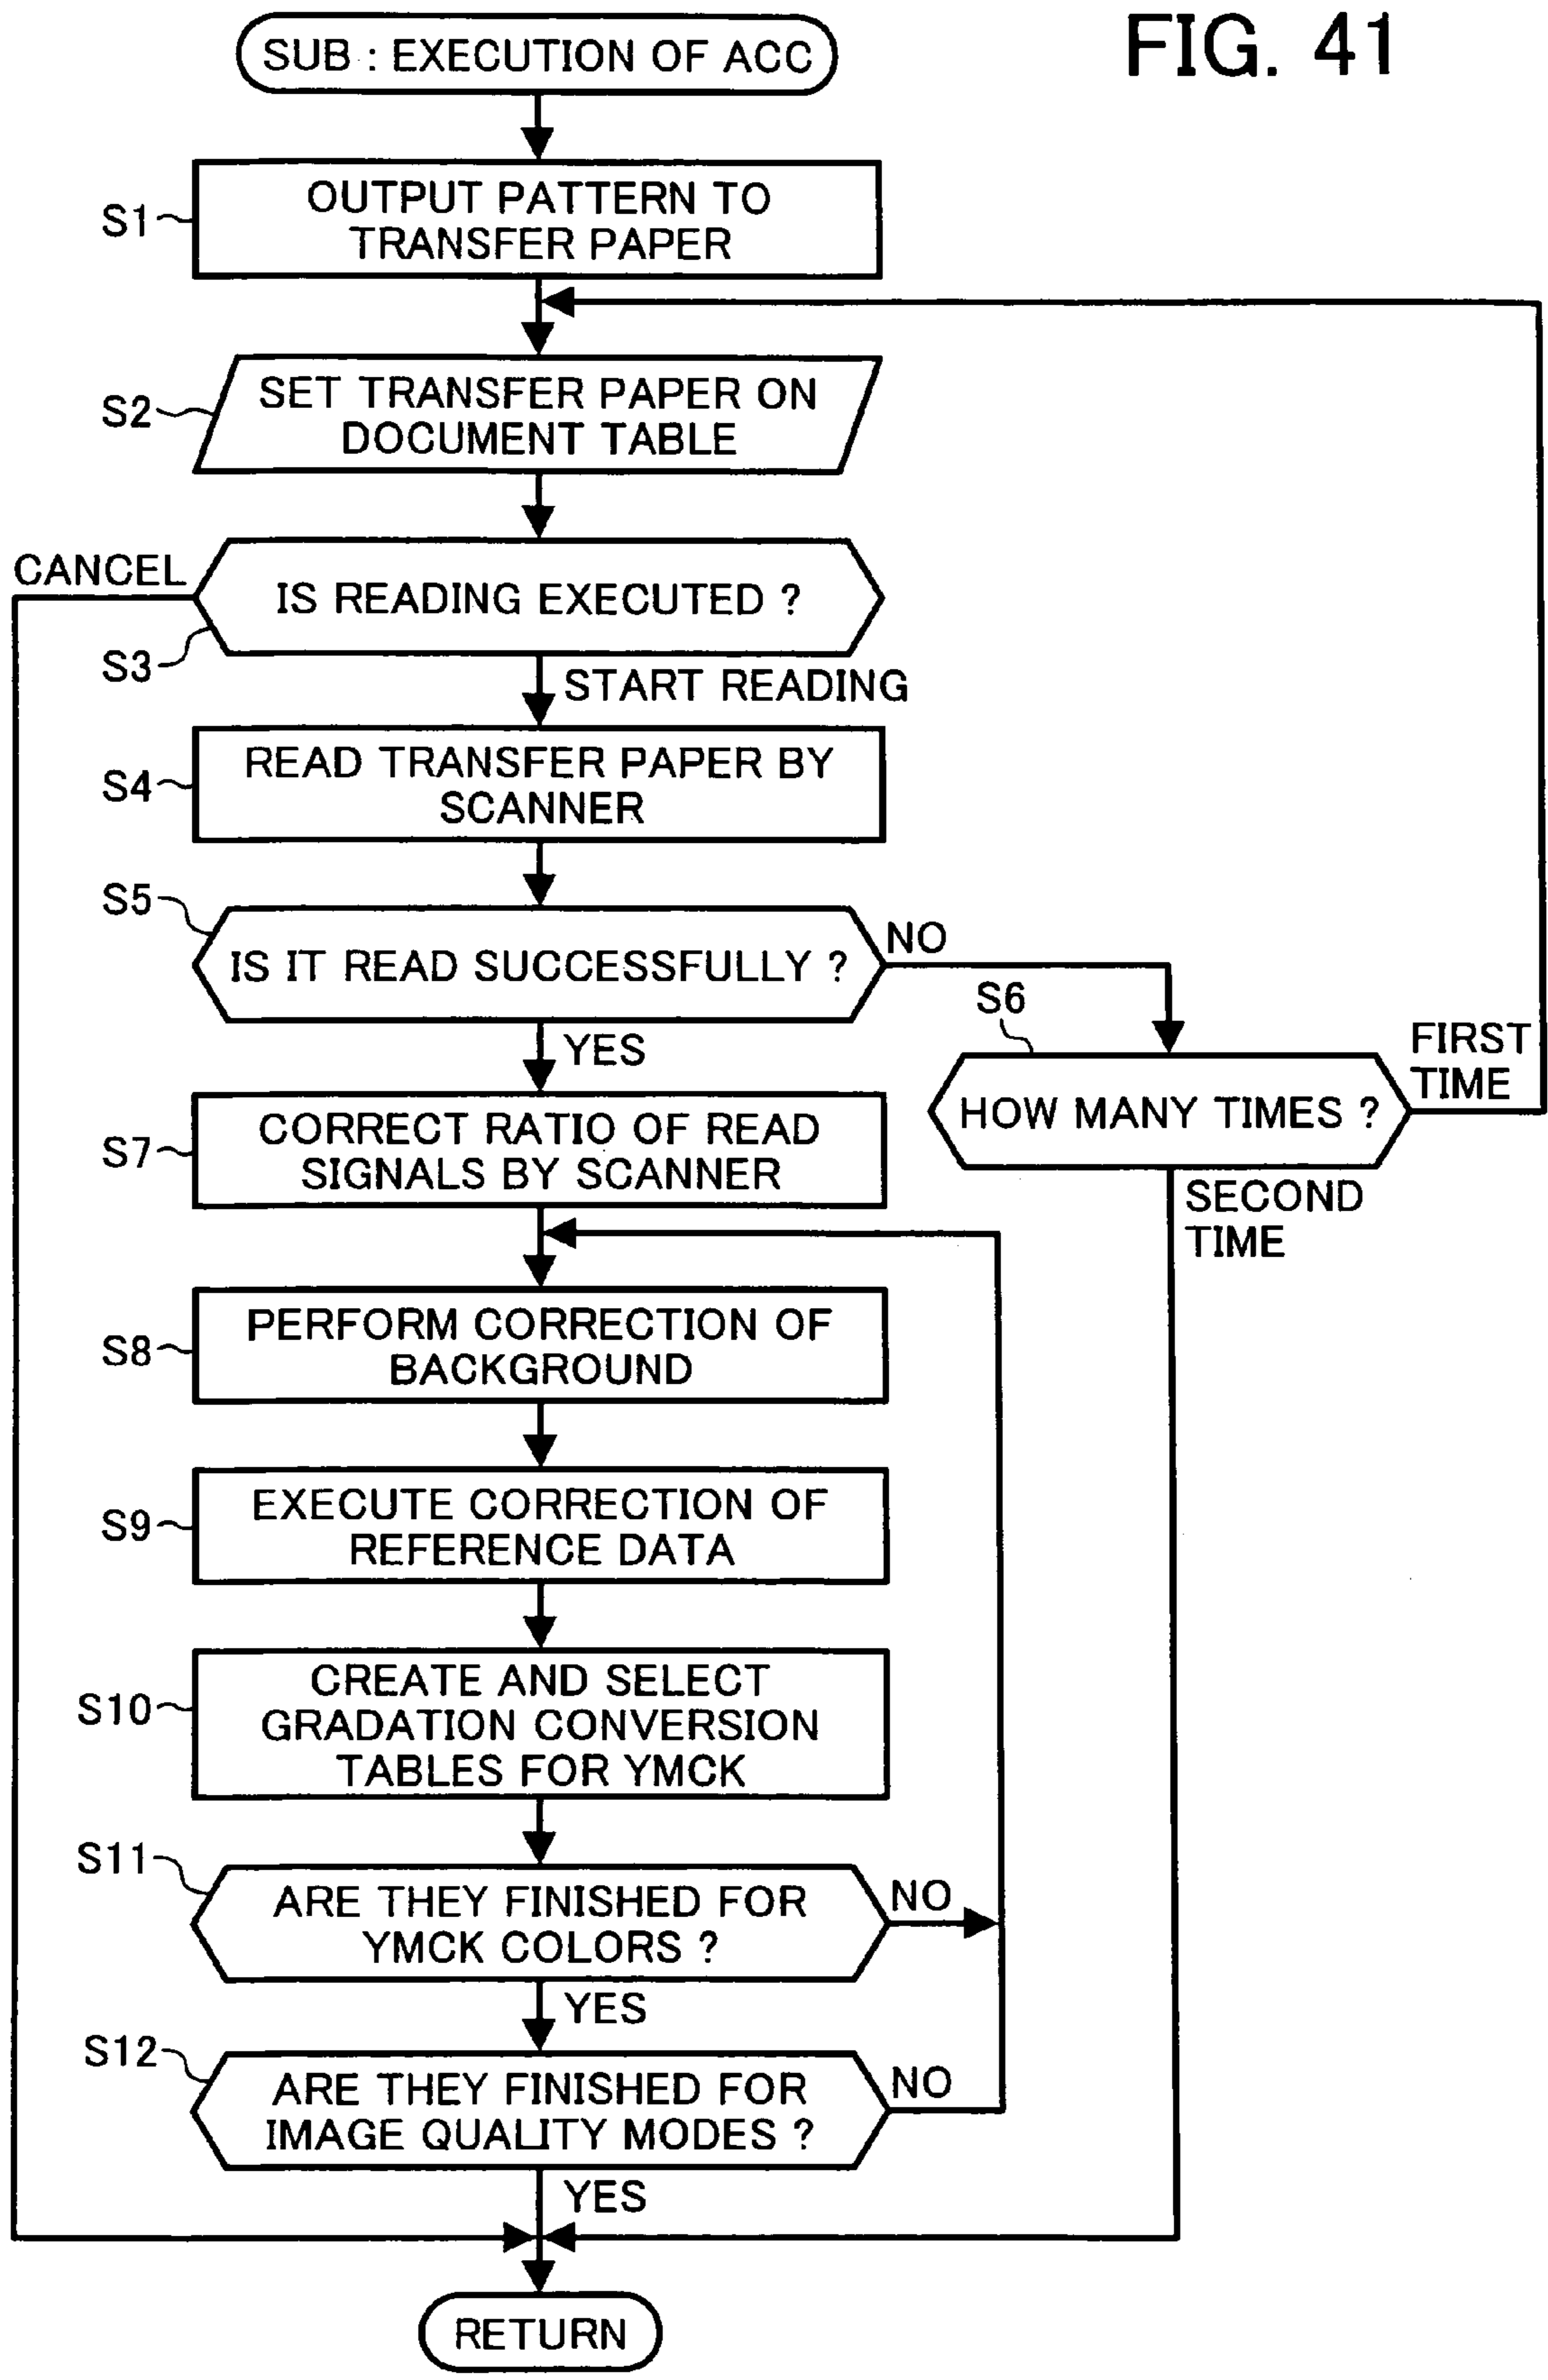 FIG. 41
SUB : EXECUTION OF ACC
S1
OUTPUT PATTERN TO
TRANSFER PAPER
S2
SET TRANSFER PAPER ON
DOCUMENT TABLE
CANCEL
IS READING EXECUTED ?
S3
START READING
S4
READ TRANSFER PAPER BY
SCANNER
S5
IS IT READ SUCCESSFULLY ?
NO
S6
HOW MANY TIMES ?
FIRST
TIME
SECOND
TIME
YES
S7
CORRECT RATIO OF READ
SIGNALS BY SCANNER
S8
PERFORM CORRECTION OF
BACKGROUND
S9
EXECUTE CORRECTION OF
REFERENCE DATA
S10
CREATE AND SELECT
GRADATION CONVERSION
TABLES FOR YMCK
S11
ARE THEY FINISHED FOR
YMCK COLORS ?
NO
YES
S12
ARE THEY FINISHED FOR
IMAGE QUALITY MODES ?
NO
YES
RETURN